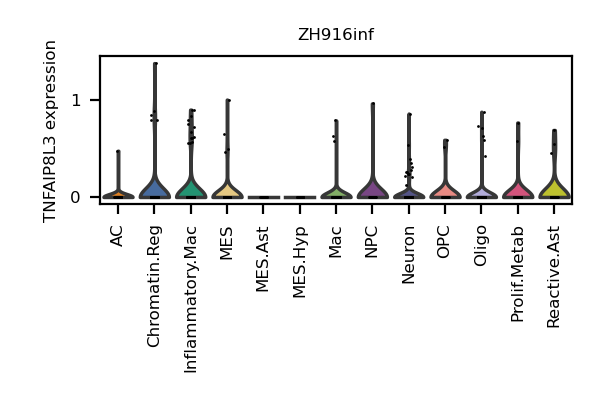 ZH916inf
TNFAIP8L3 expression
1
0
AC
Chromatin.Reg
Inflammatory.Mac
MES
MES.Ast
MES.Hyp
Mac
NPC
Neuron
OPC
Oligo
Prolif.Metab
Reactive.Ast